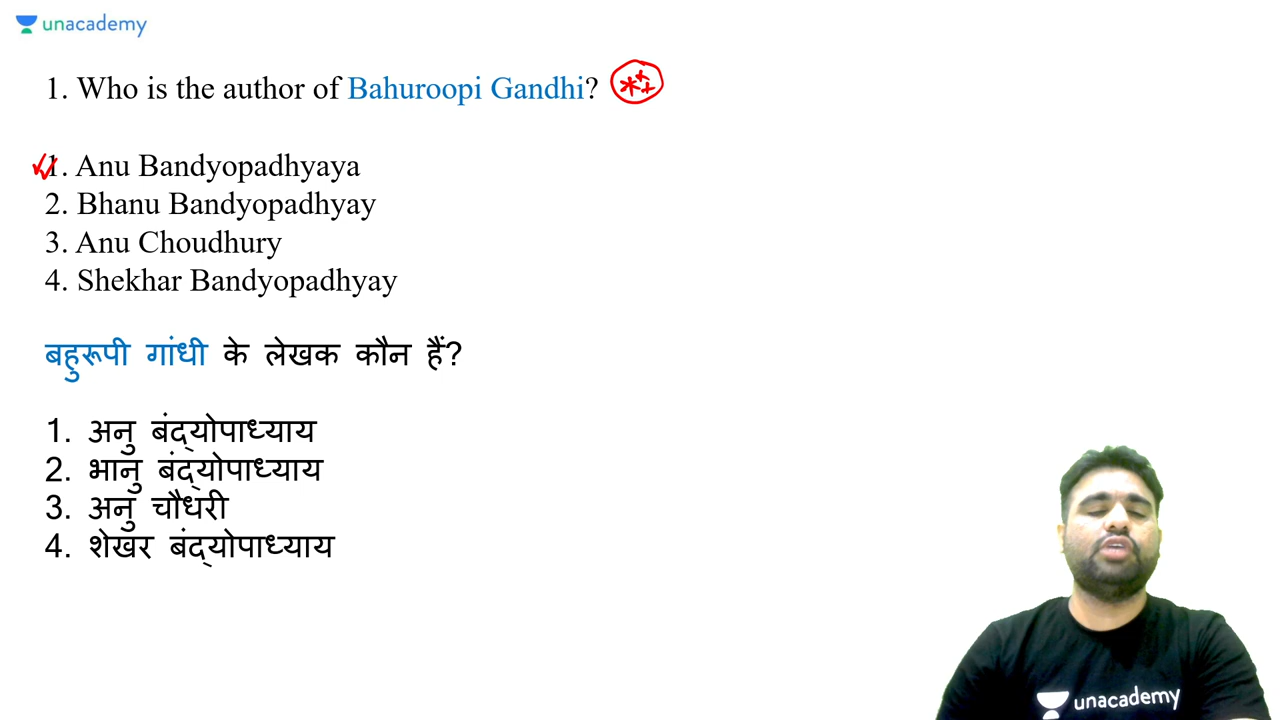 unacademy
1. Who is the author of Bahuroopi Gandhi?
1. Anu Bandyopadhyaya
2. Bhanu Bandyopadhyay
3. Anu Choudhury
4. Shekhar Bandyopadhyay
बहुरूपी गांधी के लेखक कौन हैं?
1. अनु बंद्योपाध्याय
2. भानु बंद्योपाध्याय
3. अनु चौधरी
4. शेखर बंद्योपाध्याय
unacademy